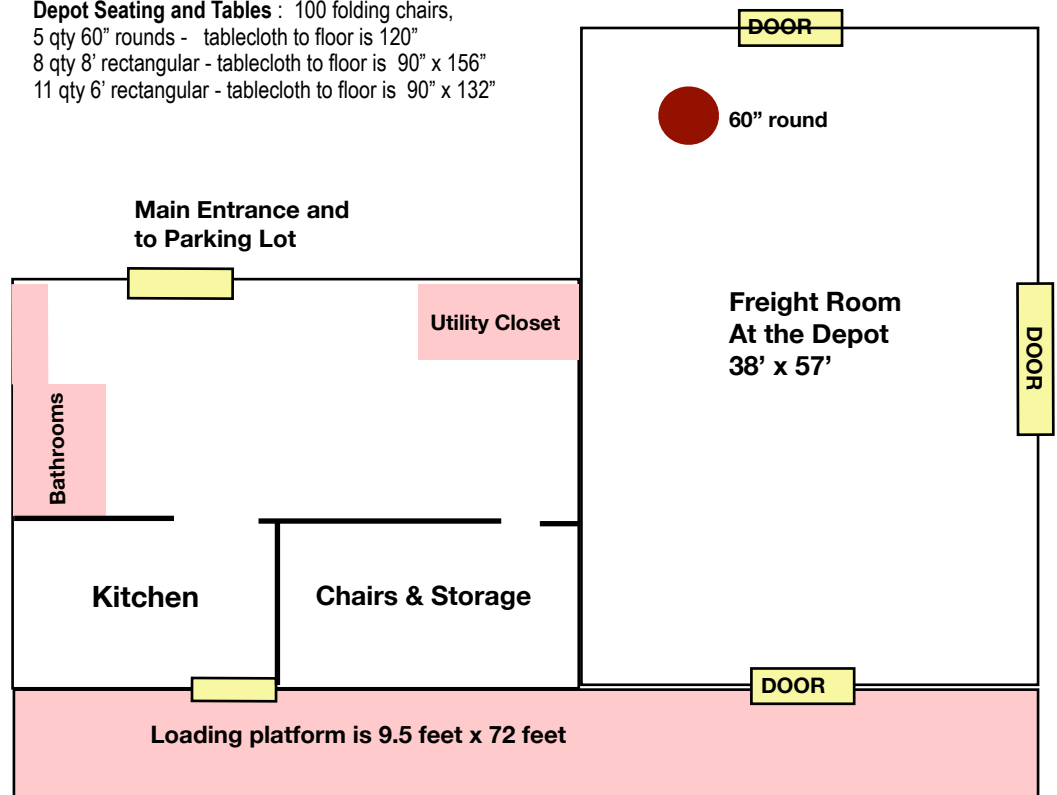 Depot Seating and Tables :  100 folding chairs,
5 qty 60” rounds -   tablecloth to floor is 120”
8 qty 8’ rectangular - tablecloth to floor is  90” x 156”
11 qty 6’ rectangular - tablecloth to floor is  90” x 132”
DOOR
60” round
Main Entrance and
to Parking Lot
Utility Closet
Freight Room
At the Depot
38’ x 57’
DOOR
Bathrooms
Kitchen
Chairs & Storage
DOOR
Loading platform is 9.5 feet x 72 feet